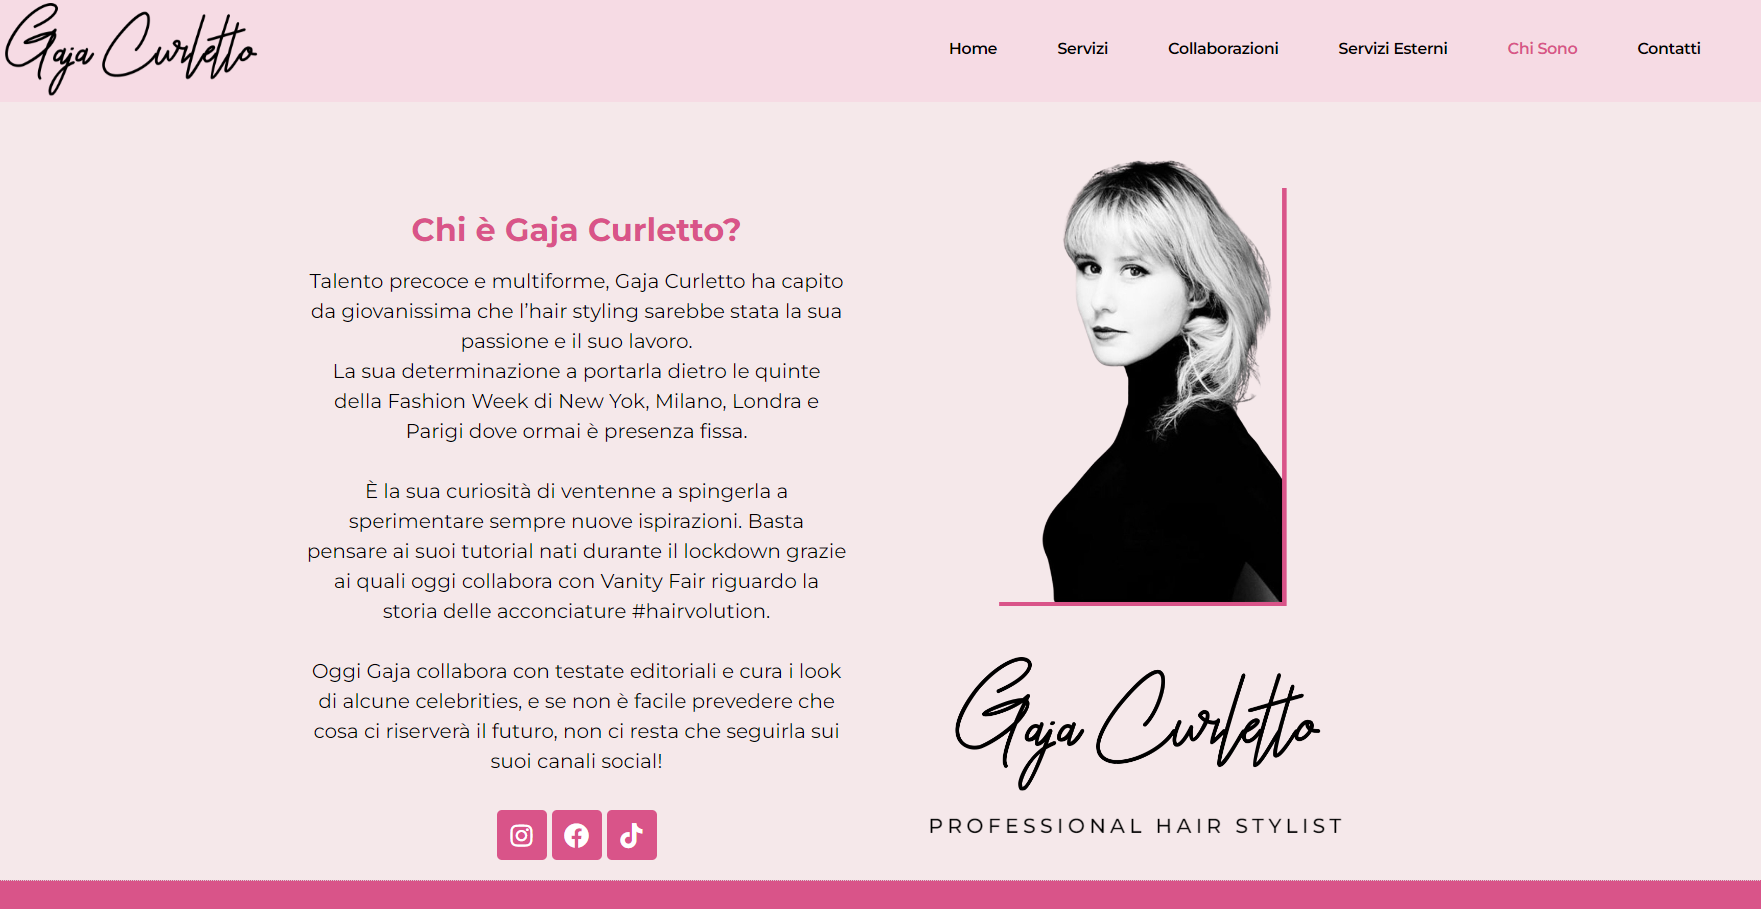 Gaja Curletto
Home
Servizi
Collaborazioni
Servizi Esterni
Chi Sono
Contatti
Chi è Gaja Curletto?
Talento precoce e multiforme, Gaja Curletto ha capito
da giovanissima che l’hair styling sarebbe stata la sua
passione e il suo lavoro.
La sua determinazione a portarla dietro le quinte
della Fashion Week di New Yok, Milano, Londra e
Parigi dove ormai è presenza fissa.
È la sua curiosità di ventenne a spingerla a
sperimentare sempre nuove ispirazioni. Basta
pensare ai suoi tutorial nati durante il lockdown grazie
ai quali oggi collabora con Vanity Fair riguardo la
storia delle acconciature #hairvolution.
Oggi Gaja collabora con testate editoriali e cura i look
di alcune celebrities, e se non è facile prevedere che
cosa ci riserverà il futuro, non ci resta che seguirla sui
suoi canali social!
Gaja Curletto
PROFESSIONAL HAIR STYLIST